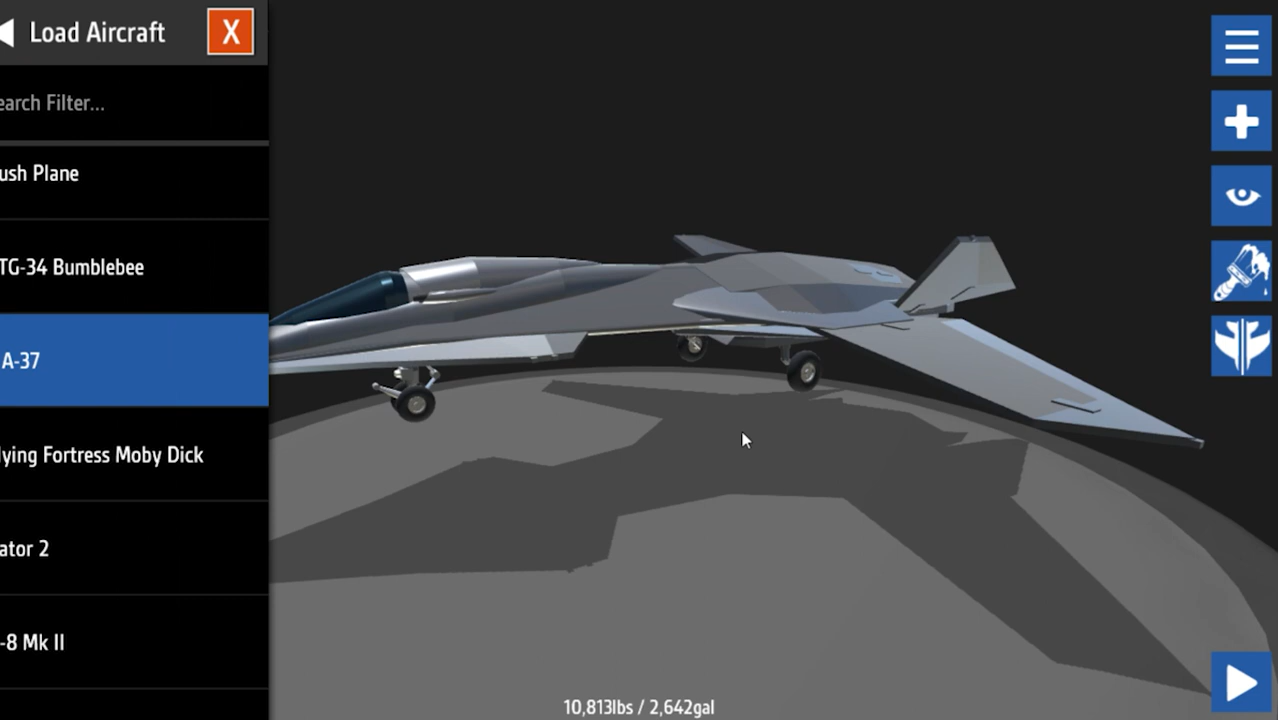 Load Aircraft
X
earch Filter...
ush Plane
TG-34 Bumblebee
A-37
lying Fortress Moby Dick
ator 2
-8 Mk II
10,813lbs / 2,642gal